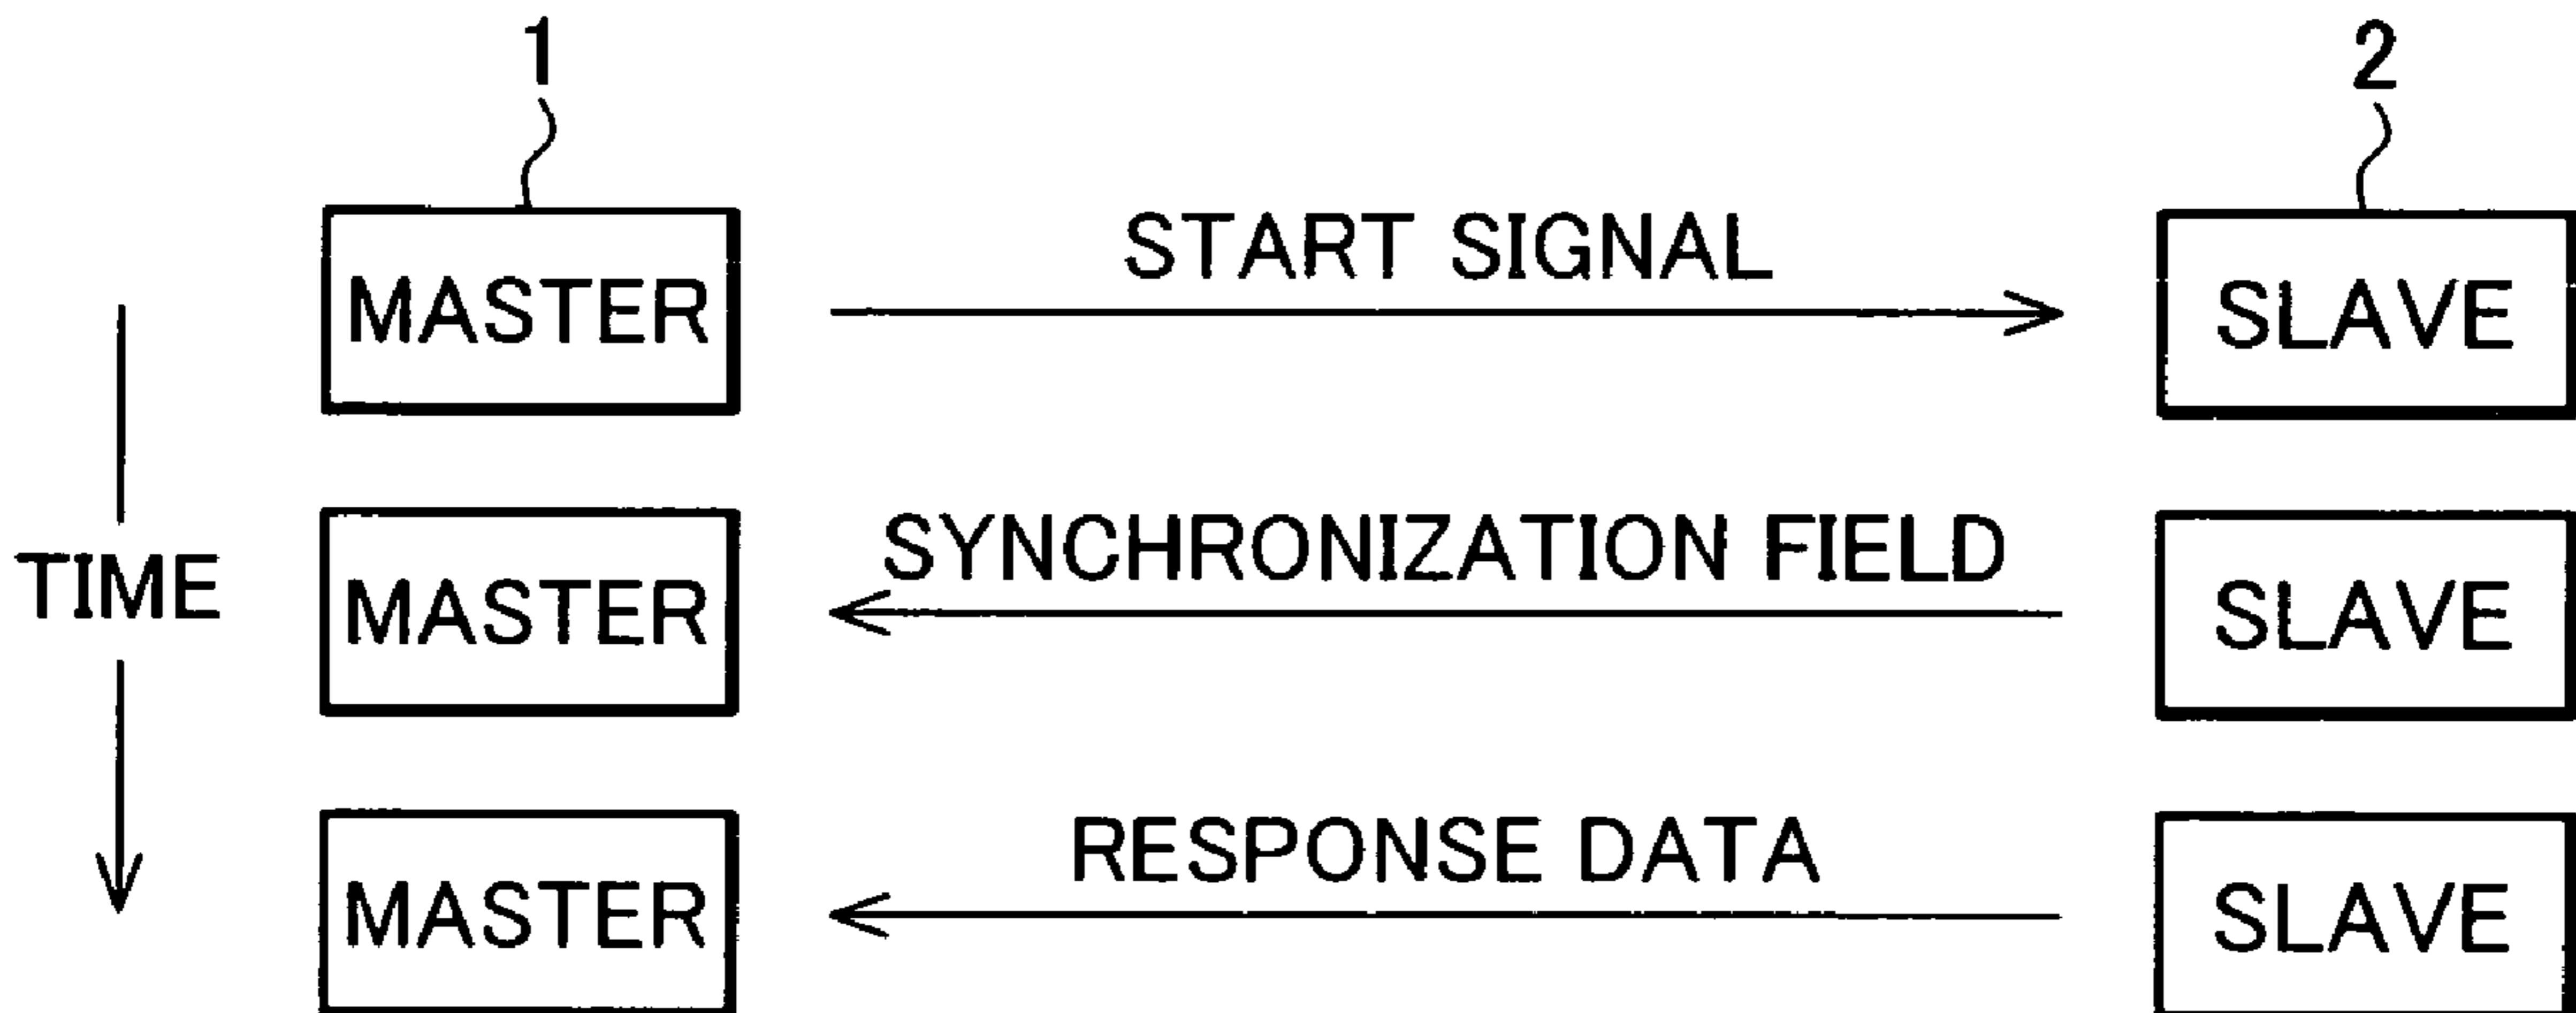 1
2
MASTER
START SIGNAL
SLAVE
TIME
MASTER
SYNCHRONIZATION FIELD
SLAVE
MASTER
RESPONSE DATA
SLAVE